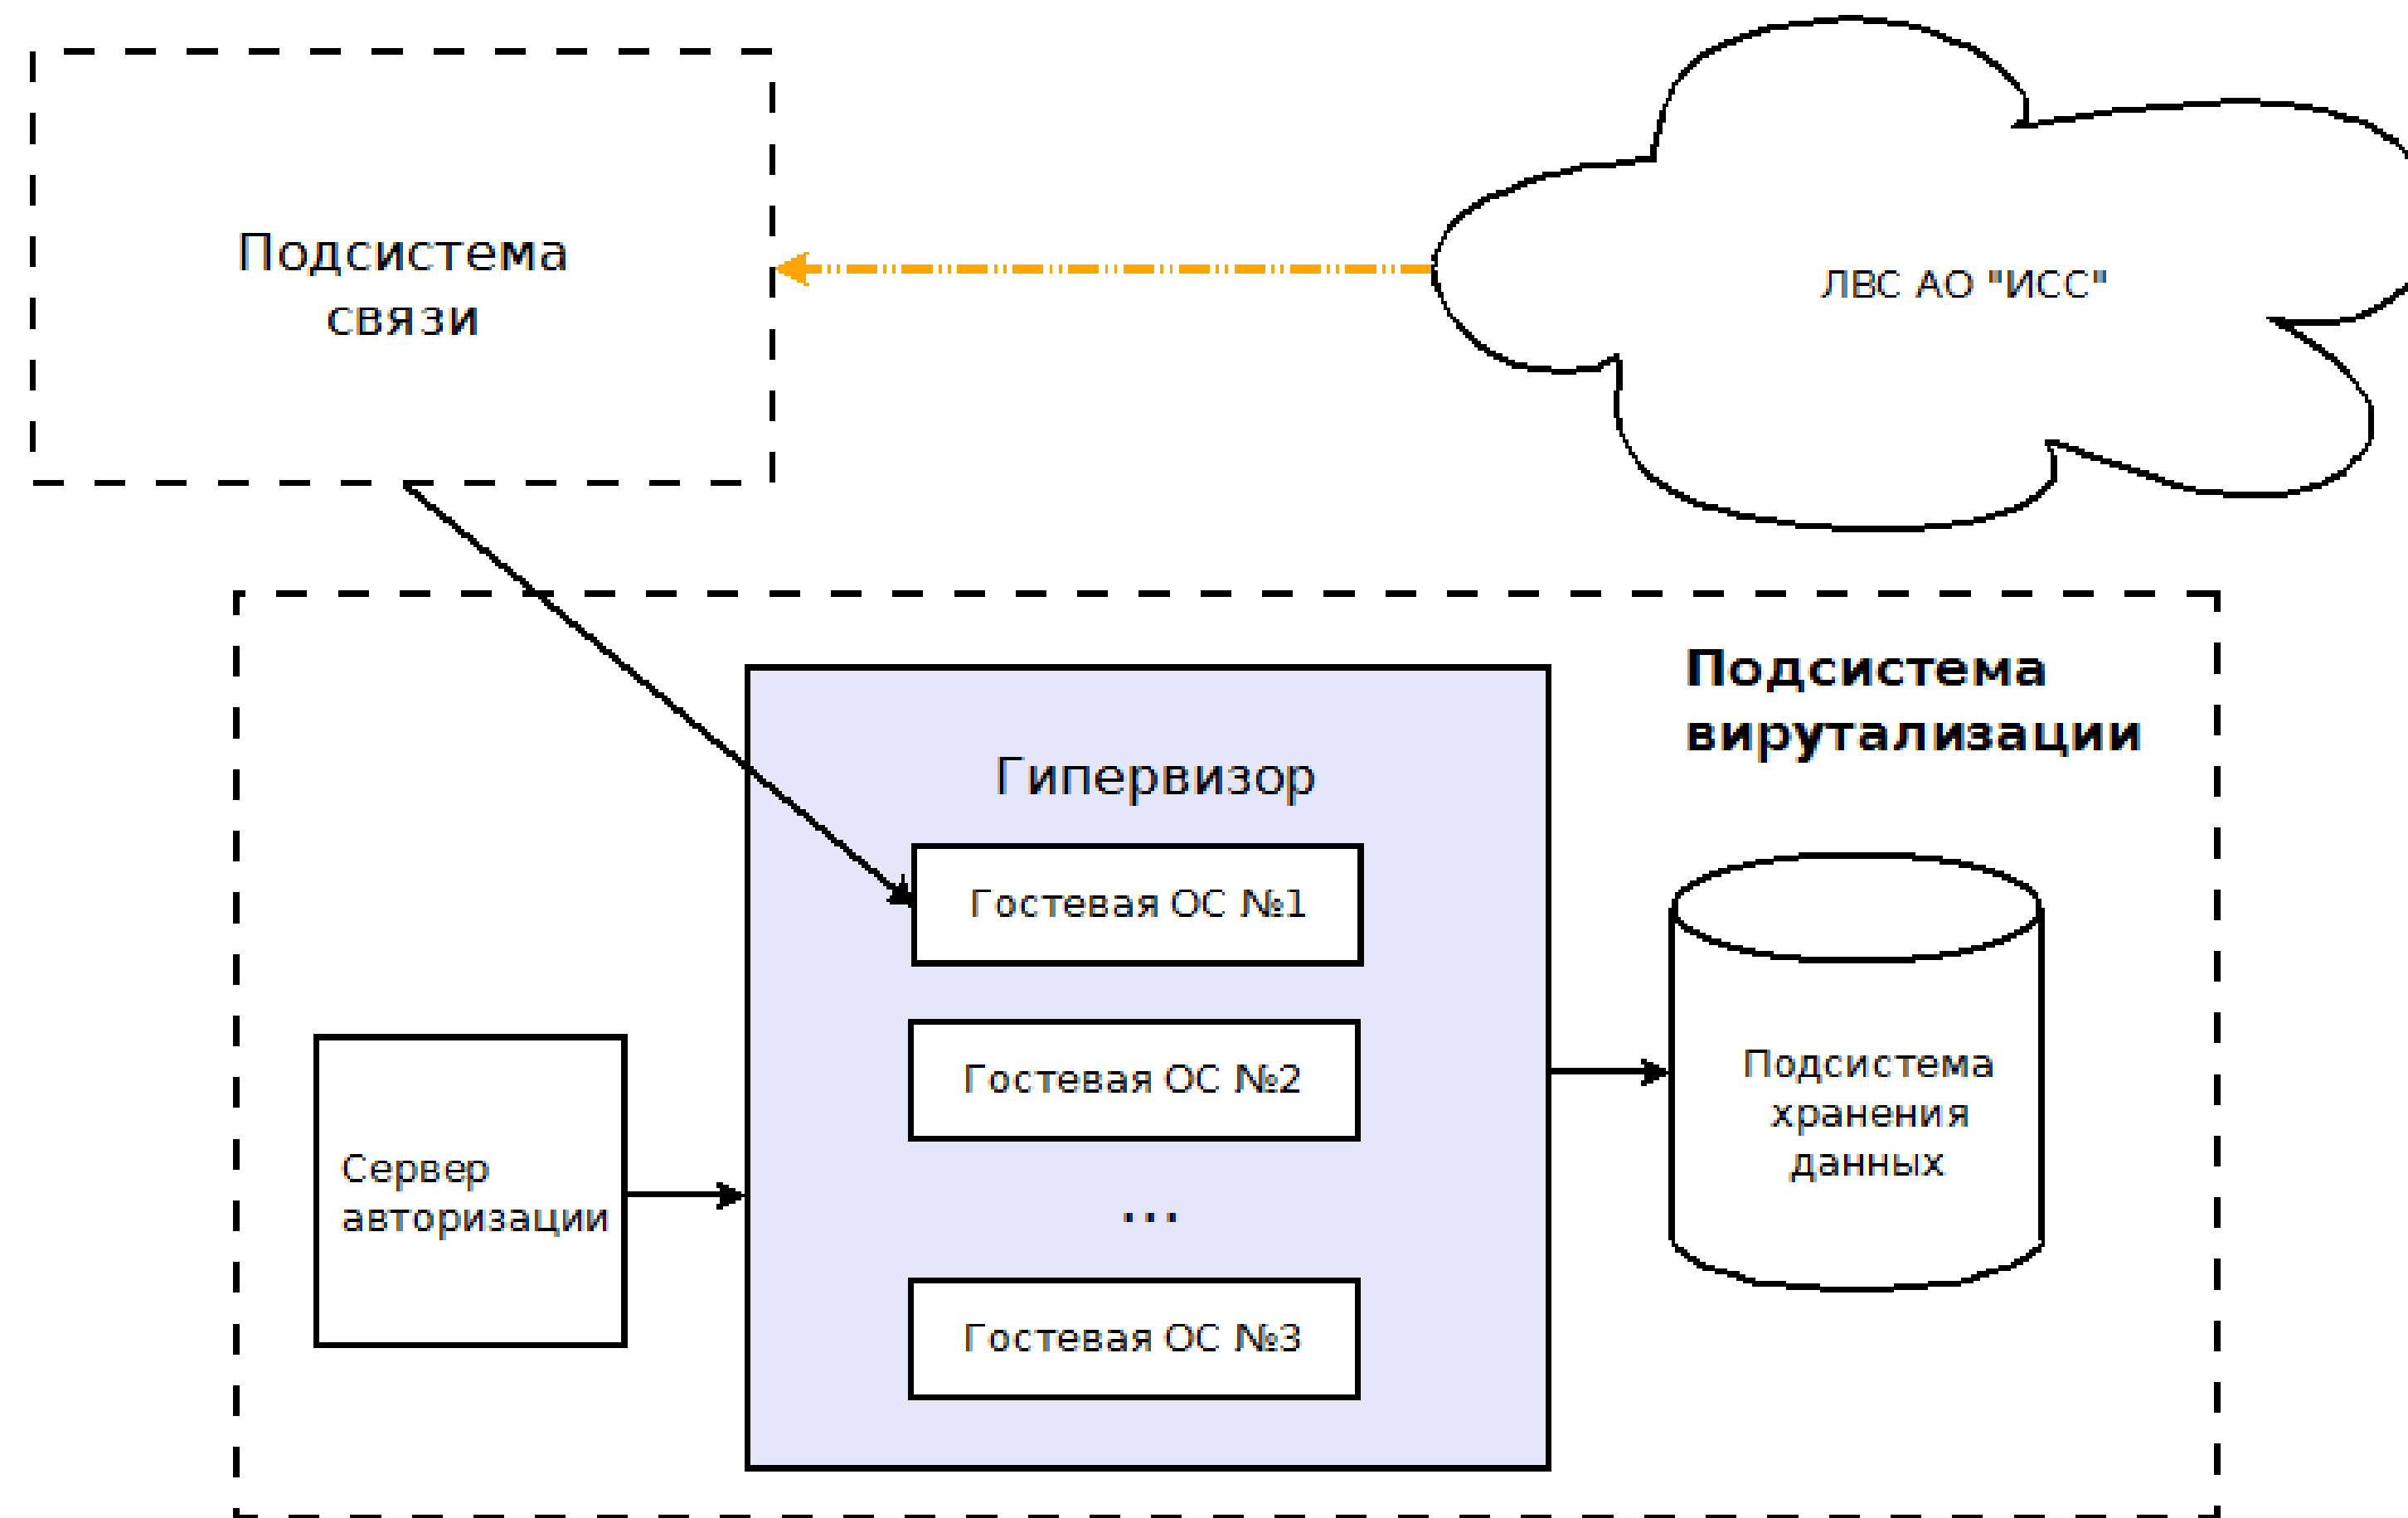 Подсистема
связи
ЛВС АО "ИСС"
Подсистема
вирутализации
Гипервизор
Гостевая ОС №1
Гостевая ОС №2
...
Гостевая ОС №3
Сервер
авторизации
Подсистема
хранения
данных